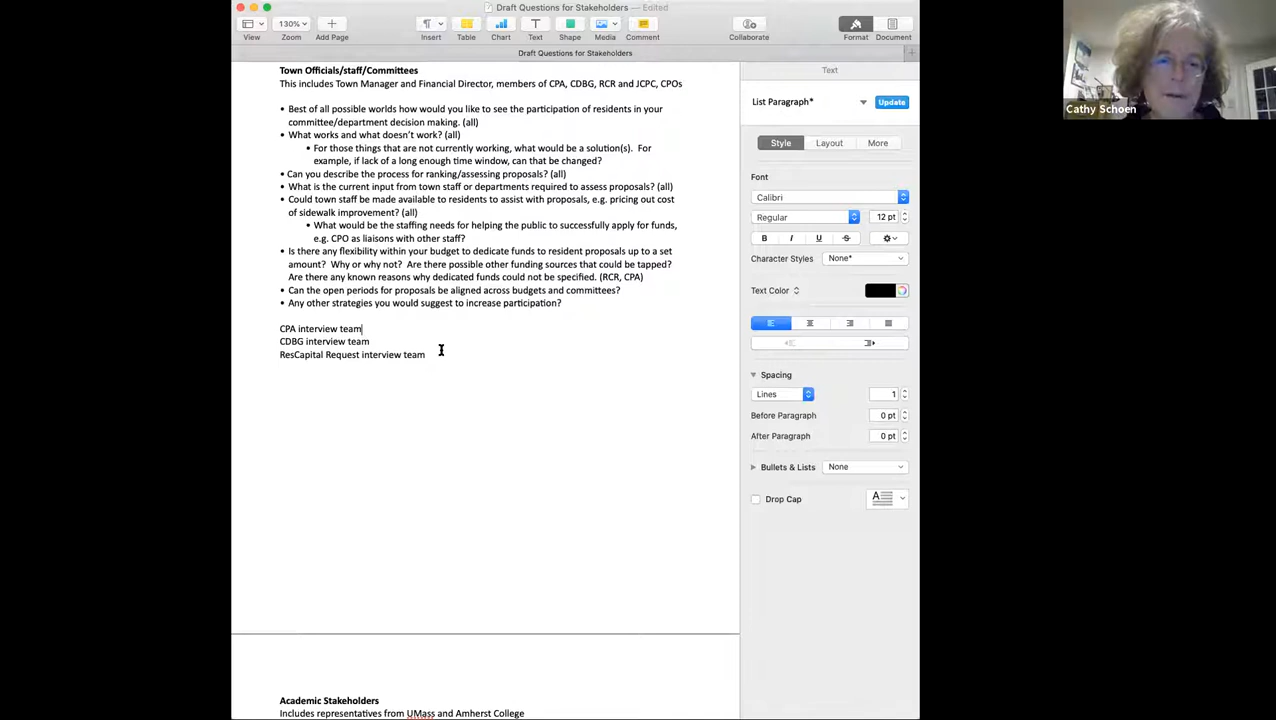 Draft Questions for Stakeholders — Edited
130%
View
Zoom
Add Page
Insert
Table
Chart
Text
Shape
Media
Comment
Collaborate
Format
Document
Draft Questions for Stakeholders
Town Officials/staff/Committees
This includes Town Manager and Financial Director, members of CPA, CDBG, RCR and JCPC, CPOs
• Best of all possible worlds how would you like to see the participation of residents in your
committee/department decision making. (all)
• What works and what doesn't work? (all)
• For those things that are not currently working, what would be a solution(s). For
example, if lack of a long enough time window, can that be changed?
• Can you describe the process for ranking/assessing proposals? (all)
• What is the current input from town staff or departments required to assess proposals? (all)
• Could town staff be made available to residents to assist with proposals, e.g. pricing out cost
of sidewalk improvement? (all)
• What would be the staffing needs for helping the public to successfully apply for funds,
e.g. CPO as liaisons with other staff?
• Is there any flexibility within your budget to dedicate funds to resident proposals up to a set
amount? Why or why not? Are there possible other funding sources that could be tapped?
Are there any known reasons why dedicated funds could not be specified. (RCR, CPA)
• Can the open periods for proposals be aligned across budgets and committees?
• Any other strategies you would suggest to increase participation?
CPA interview team
CDBG interview team
ResCapital Request interview team
Academic Stakeholders
Includes representatives from UMass and Amherst College
Text
List Paragraph*
Update
Style
Layout
More
Font
Calibri
Regular
12 pt
B I U S
Character Styles
None*
Text Color
Spacing
Lines
1
Before Paragraph
0 pt
After Paragraph
0 pt
Bullets & Lists
None
Drop Cap
A
Cathy Schoen